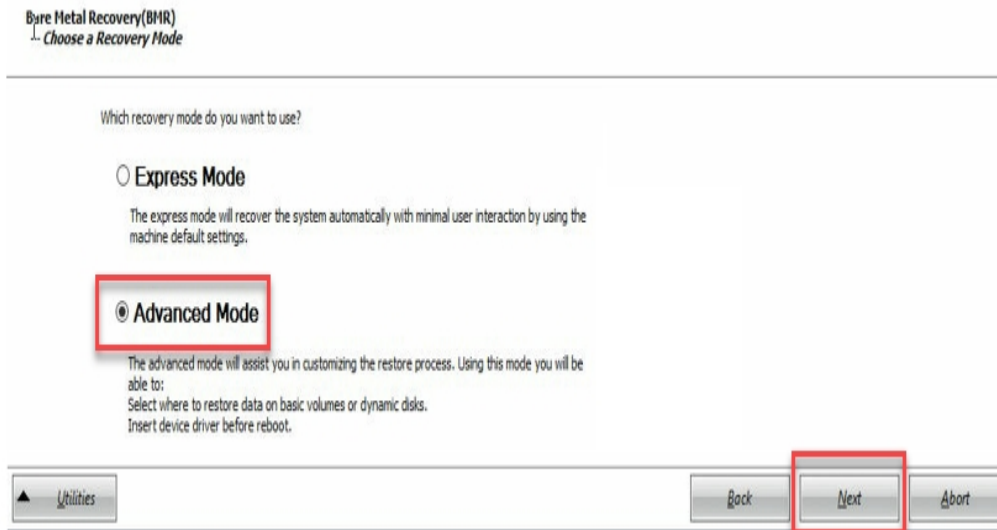 Bare Metal Recovery(BMR)
- Choose a Recovery Mode
Which recovery mode do you want to use?
Express Mode
The express mode will recover the system automatically with minimal user interaction by using the
machine default settings.
Advanced Mode
The advanced mode will assist you in customizing the restore process. Using this mode you will be
able to:
Select where to restore data on basic volumes or dynamic disks.
Insert device driver before reboot.
Utilities
Back
Next
Abort